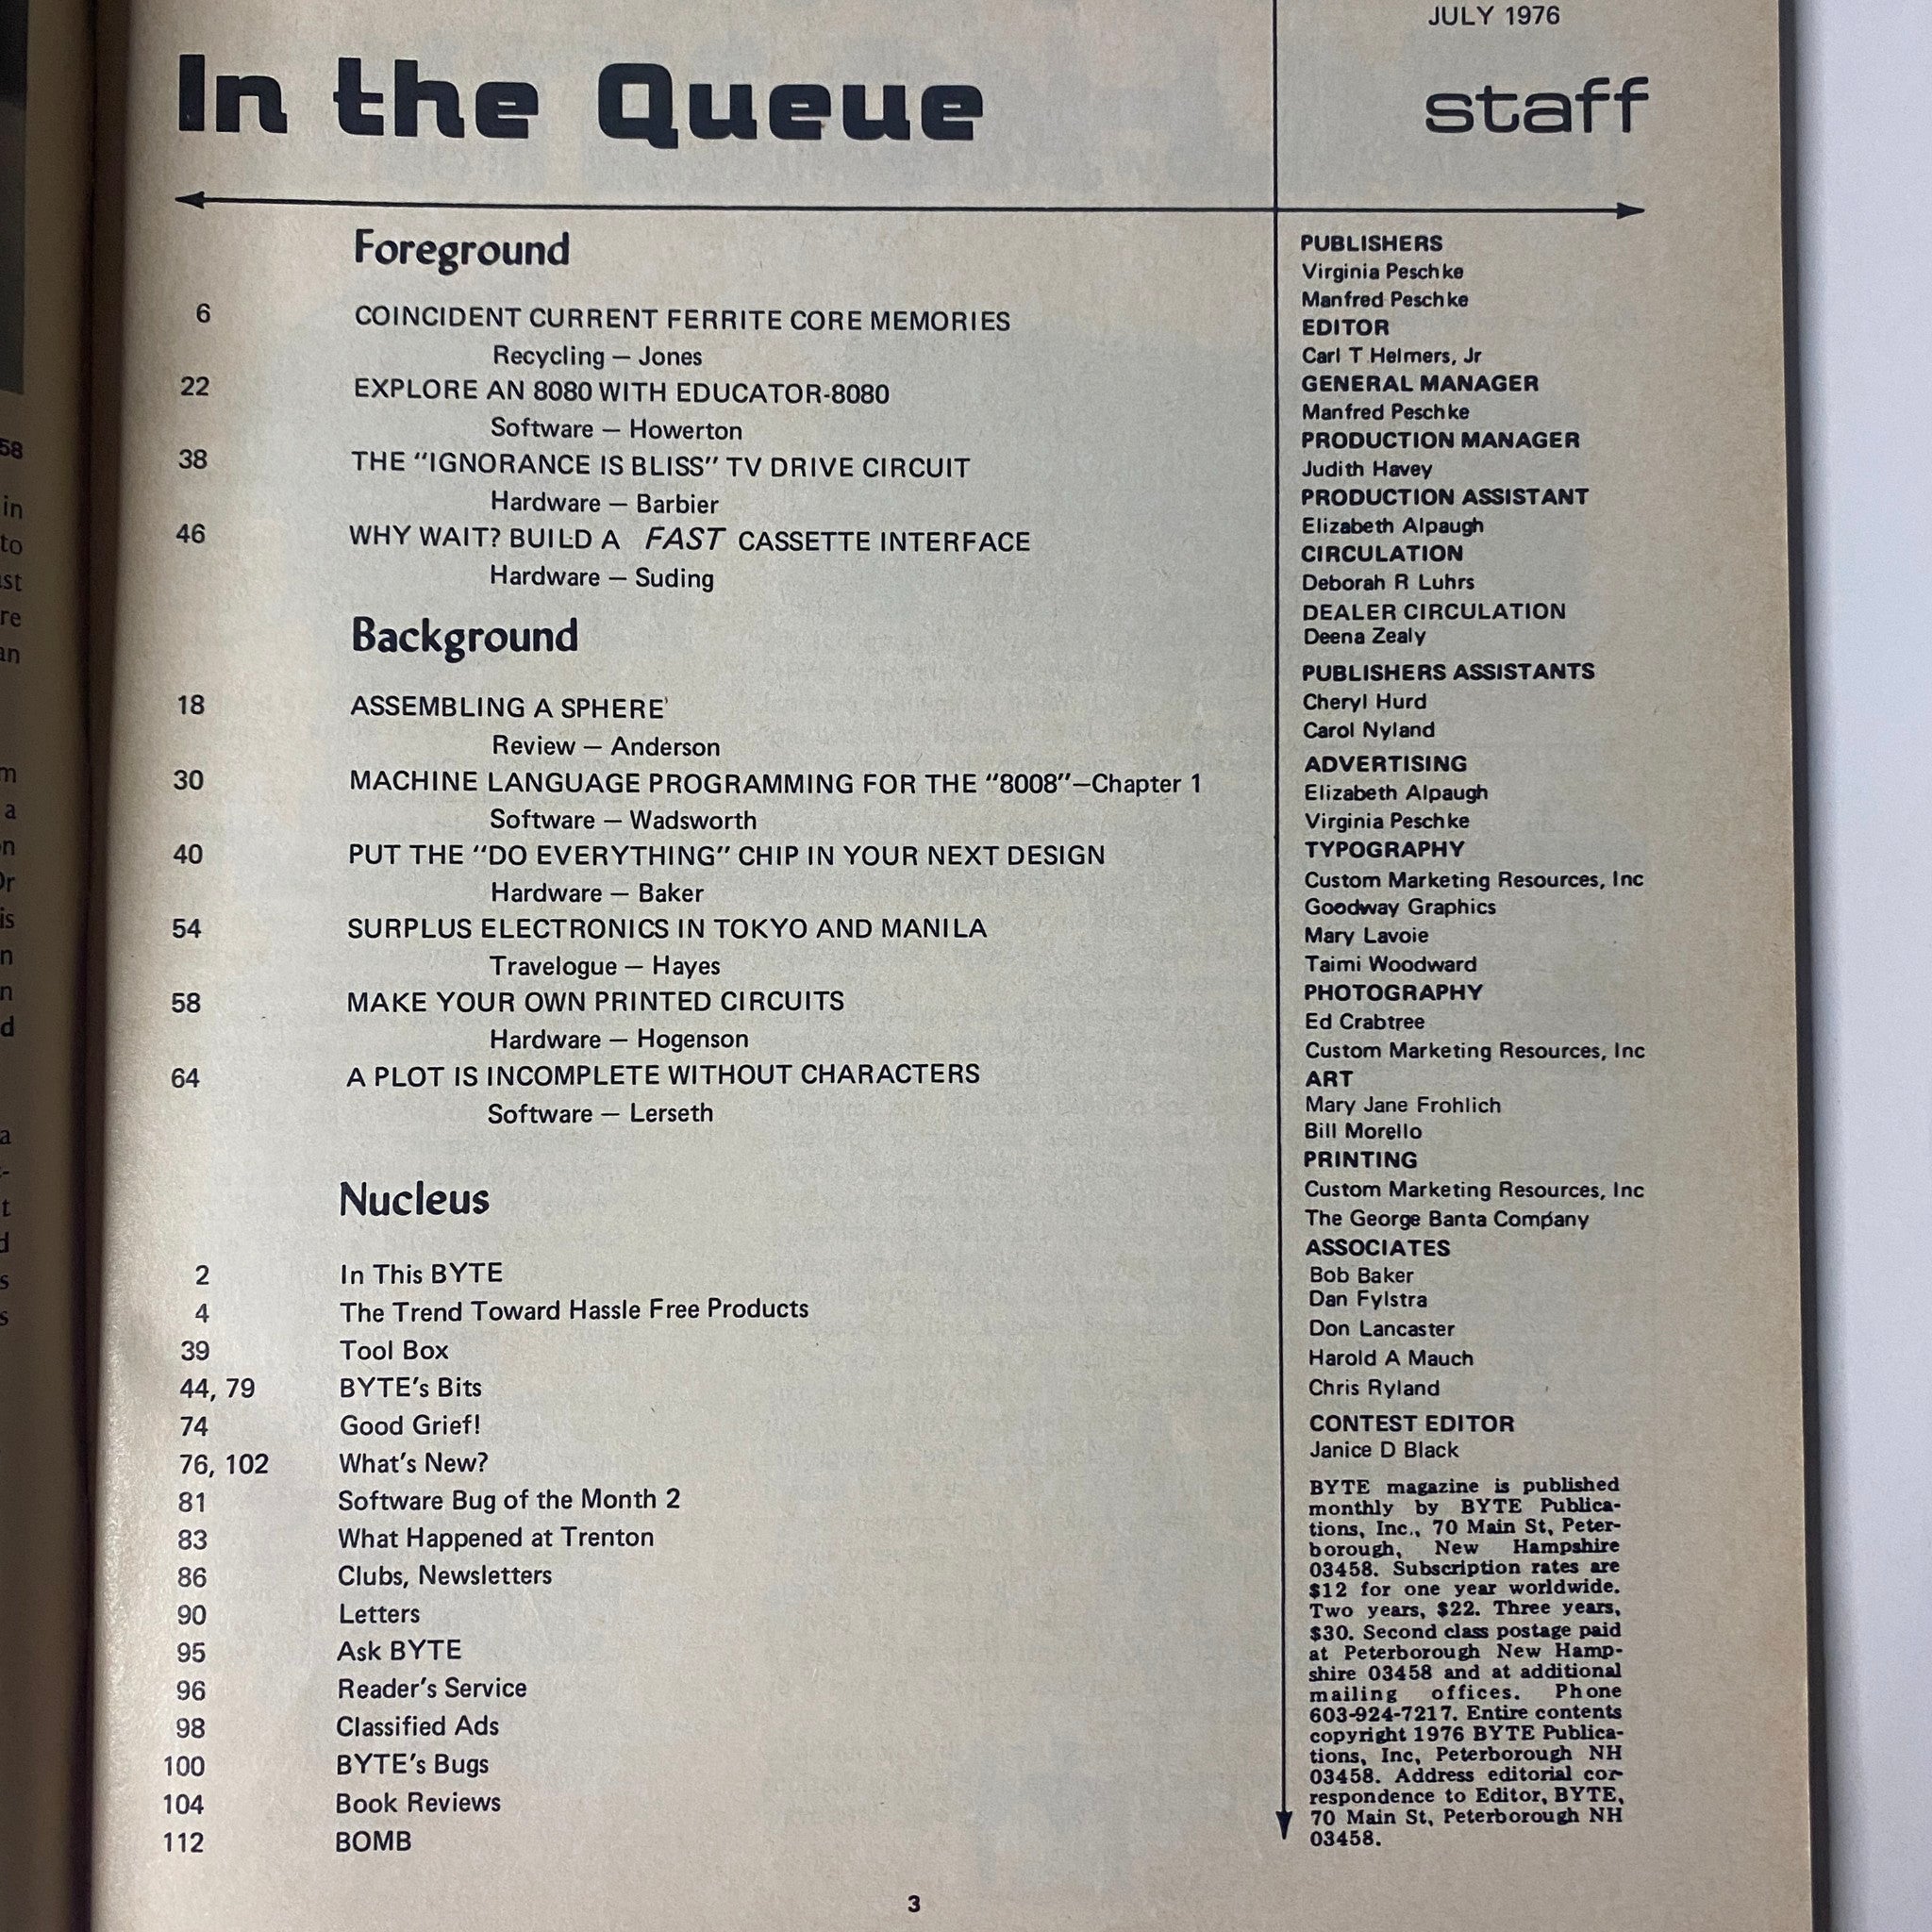 JULY 1976
In the Queue
staff
Foreground
6 COINCIDENT CURRENT FERRITE CORE MEMORIES
Recycling — Jones
22 EXPLORE AN 8080 WITH EDUCATOR-8080
Software — Howerton
38 THE “IGNORANCE IS BLISS” TV DRIVE CIRCUIT
Hardware — Barbier
46 WHY WAIT? BUILD A FAST CASSETTE INTERFACE
Hardware — Suding
Background
18 ASSEMBLING A SPHERE
Review — Anderson
30 MACHINE LANGUAGE PROGRAMMING FOR THE “8008”—Chapter 1
Software — Wadsworth
40 PUT THE “DO EVERYTHING” CHIP IN YOUR NEXT DESIGN
Hardware — Baker
54 SURPLUS ELECTRONICS IN TOKYO AND MANILA
Travelogue — Hayes
58 MAKE YOUR OWN PRINTED CIRCUITS
Hardware — Hogenson
64 A PLOT IS INCOMPLETE WITHOUT CHARACTERS
Software — Lerseth
Nucleus
2 In This BYTE
4 The Trend Toward Hassle Free Products
39 Tool Box
44, 79 BYTE’s Bits
74 Good Grief!
76, 102 What’s New?
81 Software Bug of the Month 2
83 What Happened at Trenton
86 Clubs, Newsletters
90 Letters
95 Ask BYTE
96 Reader’s Service
98 Classified Ads
100 BYTE’s Bugs
104 Book Reviews
112 BOMB
PUBLISHERS
Virginia Peschke
Manfred Peschke
EDITOR
Carl T Helmers, Jr
GENERAL MANAGER
Manfred Peschke
PRODUCTION MANAGER
Judith Havey
PRODUCTION ASSISTANT
Elizabeth Alpaugh
CIRCULATION
Deborah R Luhrs
DEALER CIRCULATION
Deena Zealy
PUBLISHERS ASSISTANTS
Cheryl Hurd
Carol Nyland
ADVERTISING
Elizabeth Alpaugh
Virginia Peschke
TYPOGRAPHY
Custom Marketing Resources, Inc
Goodway Graphics
Mary Lavoie
Taimi Woodward
PHOTOGRAPHY
Ed Crabtree
Custom Marketing Resources, Inc
ART
Mary Jane Frohlich
Bill Morello
PRINTING
Custom Marketing Resources, Inc
The George Banta Company
ASSOCIATES
Bob Baker
Dan Fylstra
Don Lancaster
Harold A Mauch
Chris Ryland
CONTEST EDITOR
Janice D Black
BYTE magazine is published
monthly by BYTE Publica-
tions, Inc., 70 Main St, Peter-
borough, New Hampshire
03458. Subscription rates are
$12 for one year worldwide.
Two years, $22. Three years,
$30. Second class postage paid
at Peterborough New Hamp-
shire 03458 and at additional
mailing offices. Phone
603-924-7217. Entire contents
copyright 1976 BYTE Publica-
tions, Inc, Peterborough NH
03458. Address editorial cor-
respondence to Editor, BYTE,
70 Main St, Peterborough NH
03458.
3